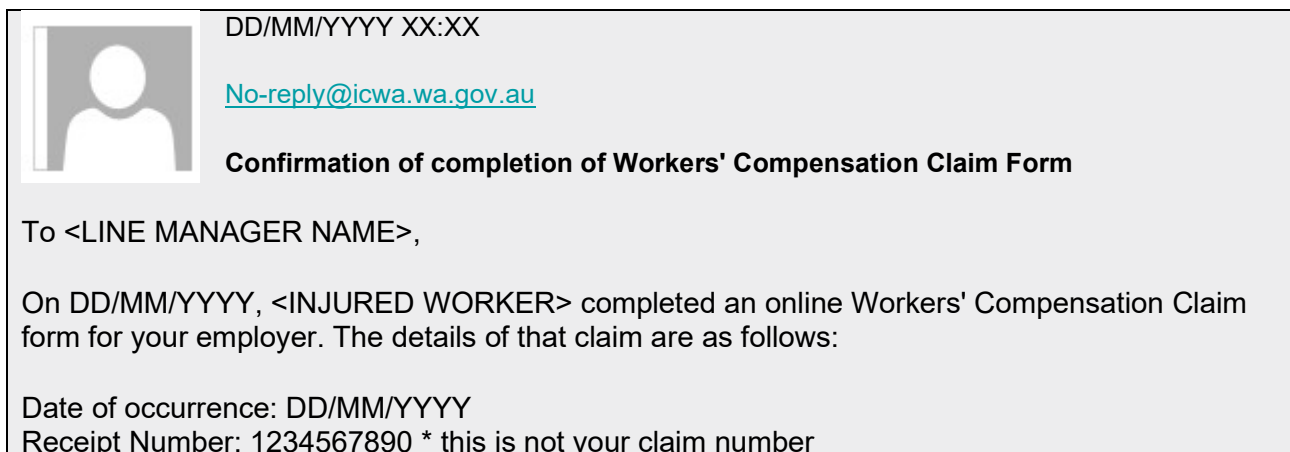 DD/MM/YYYY XX:XX
No-reply@icwa.wa.gov.au
Confirmation of completion of Workers' Compensation Claim Form
To <LINE MANAGER NAME>,
On DD/MM/YYYY, <INJURED WORKER> completed an online Workers' Compensation Claim
form for your employer. The details of that claim are as follows:
Date of occurrence: DD/MM/YYYY
Receipt Number: 1234567890 * this is not your claim number